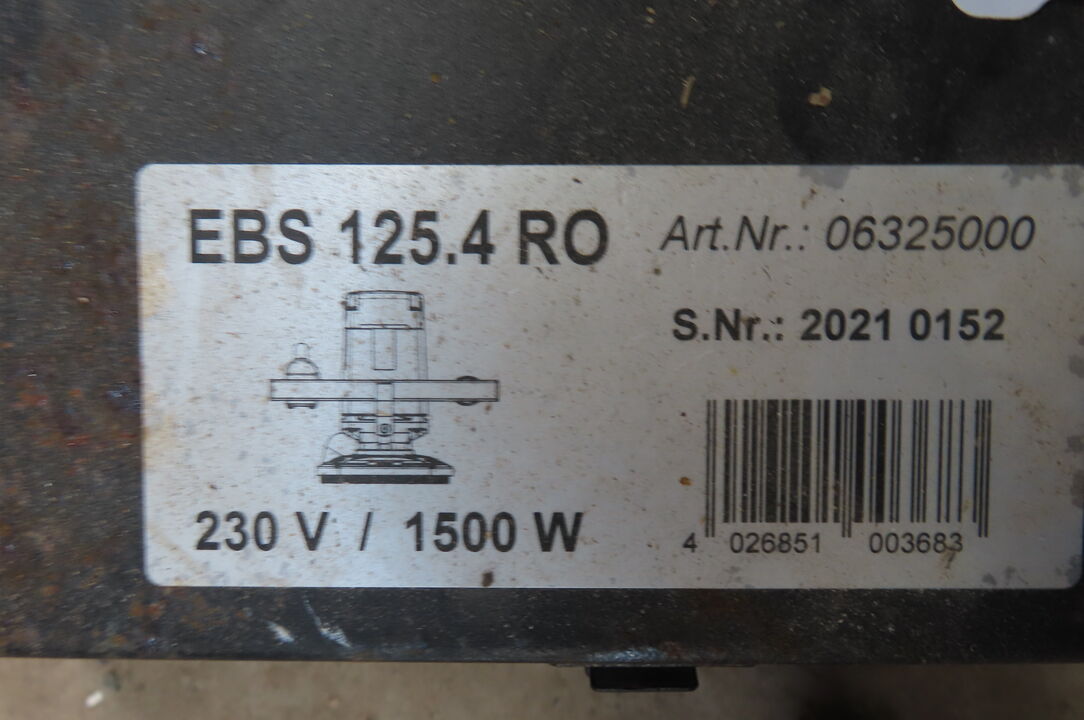 EBS 125.4 RO
Art.Nr.: 06325000
S.Nr.: 2021 0152
230 V / 1500 W
4 026851 003683